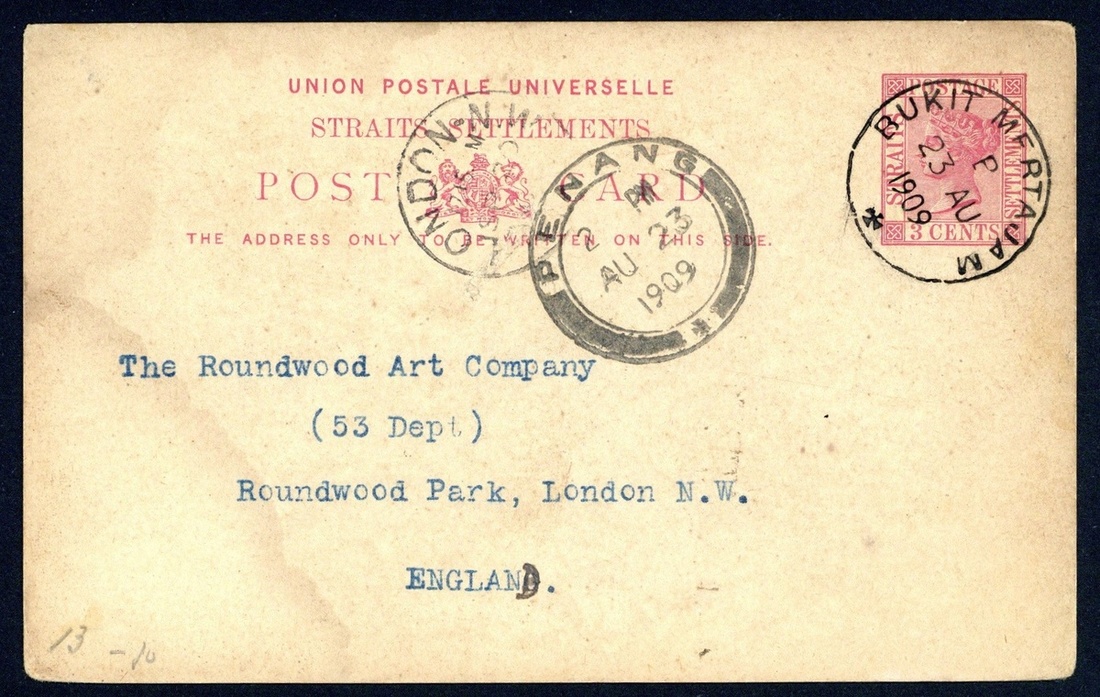 UNION POSTALE UNIVERSELLE
STRAITS SETTLEMENTS
POST CARD
THE ADDRESS ONLY TO BE WRITTEN ON THIS SIDE.
POSTAGE
STRAITS
SETTLEMENTS
3 CENTS
BUKIT MERTAJAM
P
23 AU
1909
LONDON. N.W.
PENANG
2 PM
AU 23
1909
The Roundwood Art Company
(53 Dept)
Roundwood Park, London N.W.
ENGLAND.
13 - 10